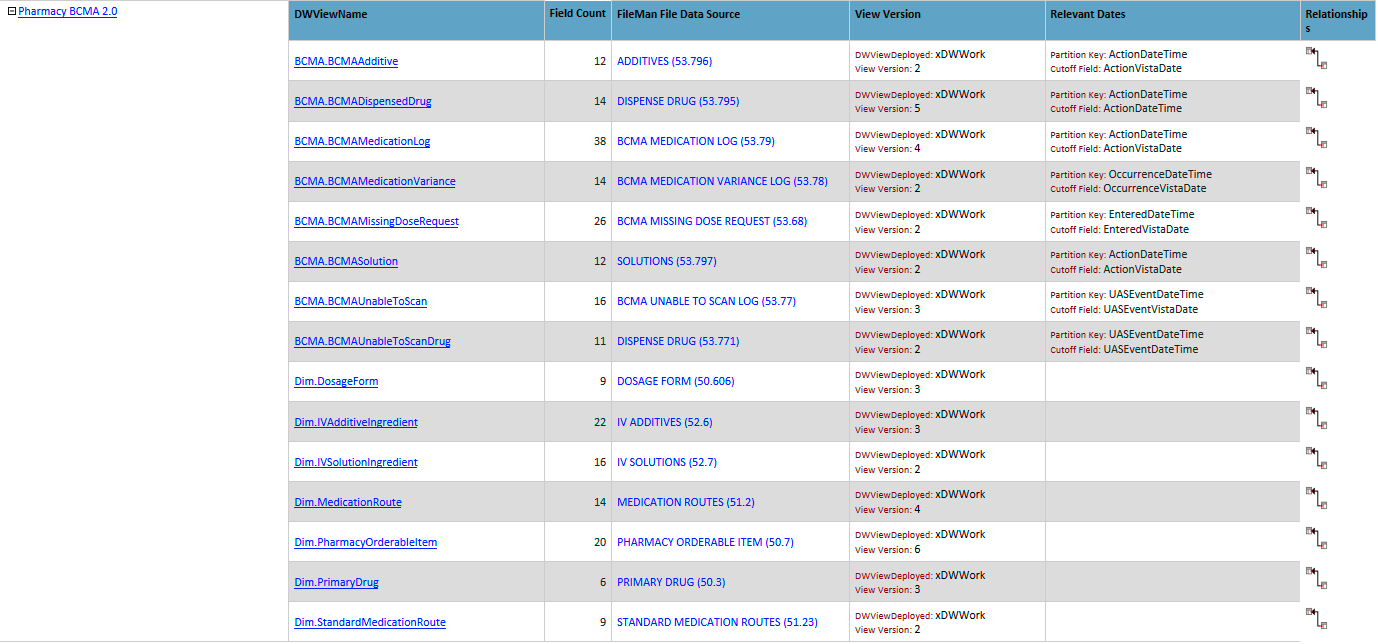 Pharmacy BCMA 2.0
DWViewName Field Count FileMan File Data Source View Version Relevant Dates Relationship
s
BCMA.BCMAAdditive 12 ADDITIVES (53.796) DWViewDeployed: xDWWork Partition Key: ActionDateTime
View Version: 2 Cutoff Field: ActionVistaDate
BCMA.BCMADispensedDrug 14 DISPENSE DRUG (53.795) DWViewDeployed: xDWWork Partition Key: ActionDateTime
View Version: 5 Cutoff Field: ActionDateTime
BCMA.BCMAMedicationLog 38 BCMA MEDICATION LOG (53.79) DWViewDeployed: xDWWork Partition Key: ActionDateTime
View Version: 4 Cutoff Field: ActionVistaDate
BCMA.BCMAMedicationVariance 14 BCMA MEDICATION VARIANCE LOG (53.78) DWViewDeployed: xDWWork Partition Key: OccurrenceDateTime
View Version: 2 Cutoff Field: OccurrenceVistaDate
BCMA.BCMAMissingDoseRequest 26 BCMA MISSING DOSE REQUEST (53.68) DWViewDeployed: xDWWork Partition Key: EnteredDateTime
View Version: 2 Cutoff Field: EnteredVistaDate
BCMA.BCMASolution 12 SOLUTIONS (53.797) DWViewDeployed: xDWWork Partition Key: ActionDateTime
View Version: 2 Cutoff Field: ActionVistaDate
BCMA.BCMAUnableToScan 16 BCMA UNABLE TO SCAN LOG (53.77) DWViewDeployed: xDWWork Partition Key: UASEventDateTime
View Version: 3 Cutoff Field: UASEventVistaDate
BCMA.BCMAUnableToScanDrug 11 DISPENSE DRUG (53.771) DWViewDeployed: xDWWork Partition Key: UASEventDateTime
View Version: 2 Cutoff Field: UASEventDateTime
Dim.DosageForm 9 DOSAGE FORM (50.606) DWViewDeployed: xDWWork
View Version: 3
Dim.IVAdditiveIngredient 22 IV ADDITIVES (52.6) DWViewDeployed: xDWWork
View Version: 3
Dim.IVSolutionIngredient 16 IV SOLUTIONS (52.7) DWViewDeployed: xDWWork
View Version: 2
Dim.MedicationRoute 14 MEDICATION ROUTES (51.2) DWViewDeployed: xDWWork
View Version: 4
Dim.PharmacyOrderableItem 20 PHARMACY ORDERABLE ITEM (50.7) DWViewDeployed: xDWWork
View Version: 6
Dim.PrimaryDrug 6 PRIMARY DRUG (50.3) DWViewDeployed: xDWWork
View Version: 3
Dim.StandardMedicationRoute 9 STANDARD MEDICATION ROUTES (51.23) DWViewDeployed: xDWWork
View Version: 2